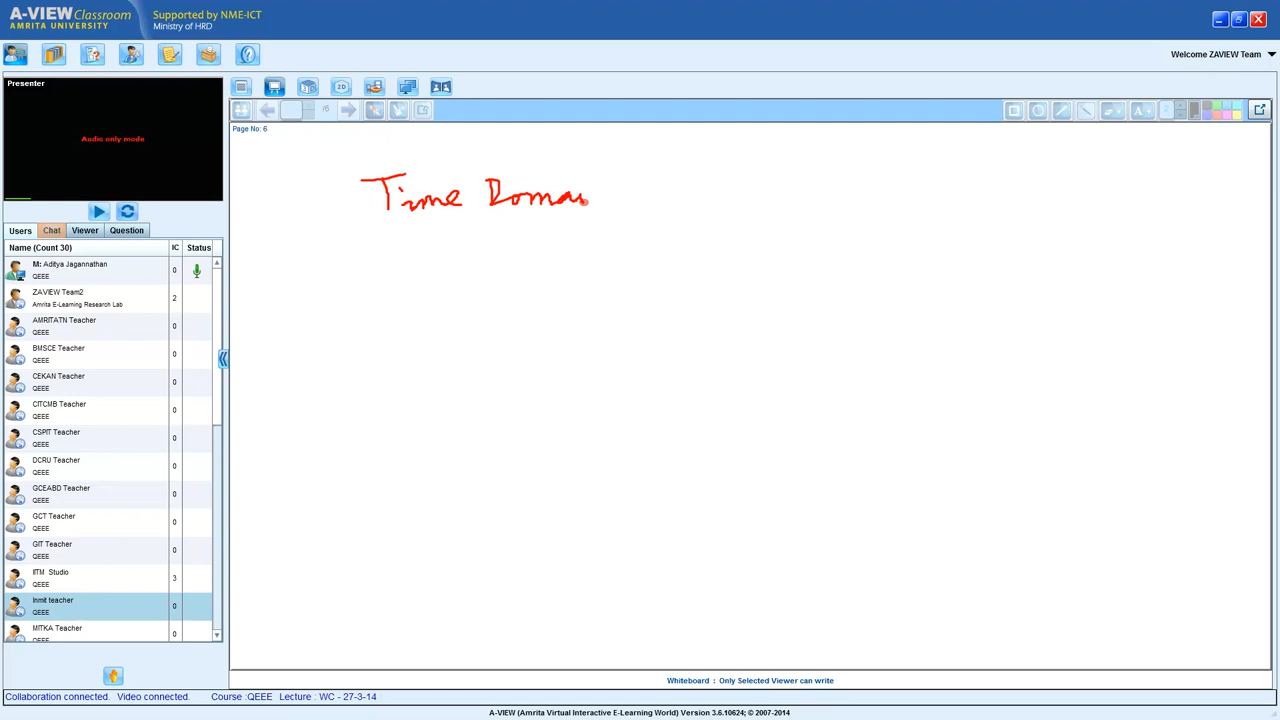 A-VIEW Classroom
AMRITA UNIVERSITY
Supported by NME-ICT
Ministry of HRD
Welcome ZAVIEW Team
Presenter
Audio only mode
2D
/6
A
2
Page No: 6
Time Domai
Users Chat Viewer Question
Name (Count 30) IC Status
M: Aditya Jagannathan 0
QEEE
ZAVIEW Team2 2
Amrita E-Learning Research Lab
AMRITATN Teacher 0
QEEE
BMSCE Teacher 0
QEEE
CEKAN Teacher 0
QEEE
CITCMB Teacher 0
QEEE
CSPIT Teacher 0
QEEE
DCRU Teacher 0
QEEE
GCEABD Teacher 0
QEEE
GCT Teacher 0
QEEE
GIT Teacher 0
QEEE
IITM Studio 3
QEEE
Inmit teacher 0
QEEE
MITKA Teacher 0
QEEE
Whiteboard : Only Selected Viewer can write
Collaboration connected. Video connected. Course :QEEE Lecture : WC - 27-3-14
A-VIEW (Amrita Virtual Interactive E-Learning World) Version 3.6.10624; © 2007-2014